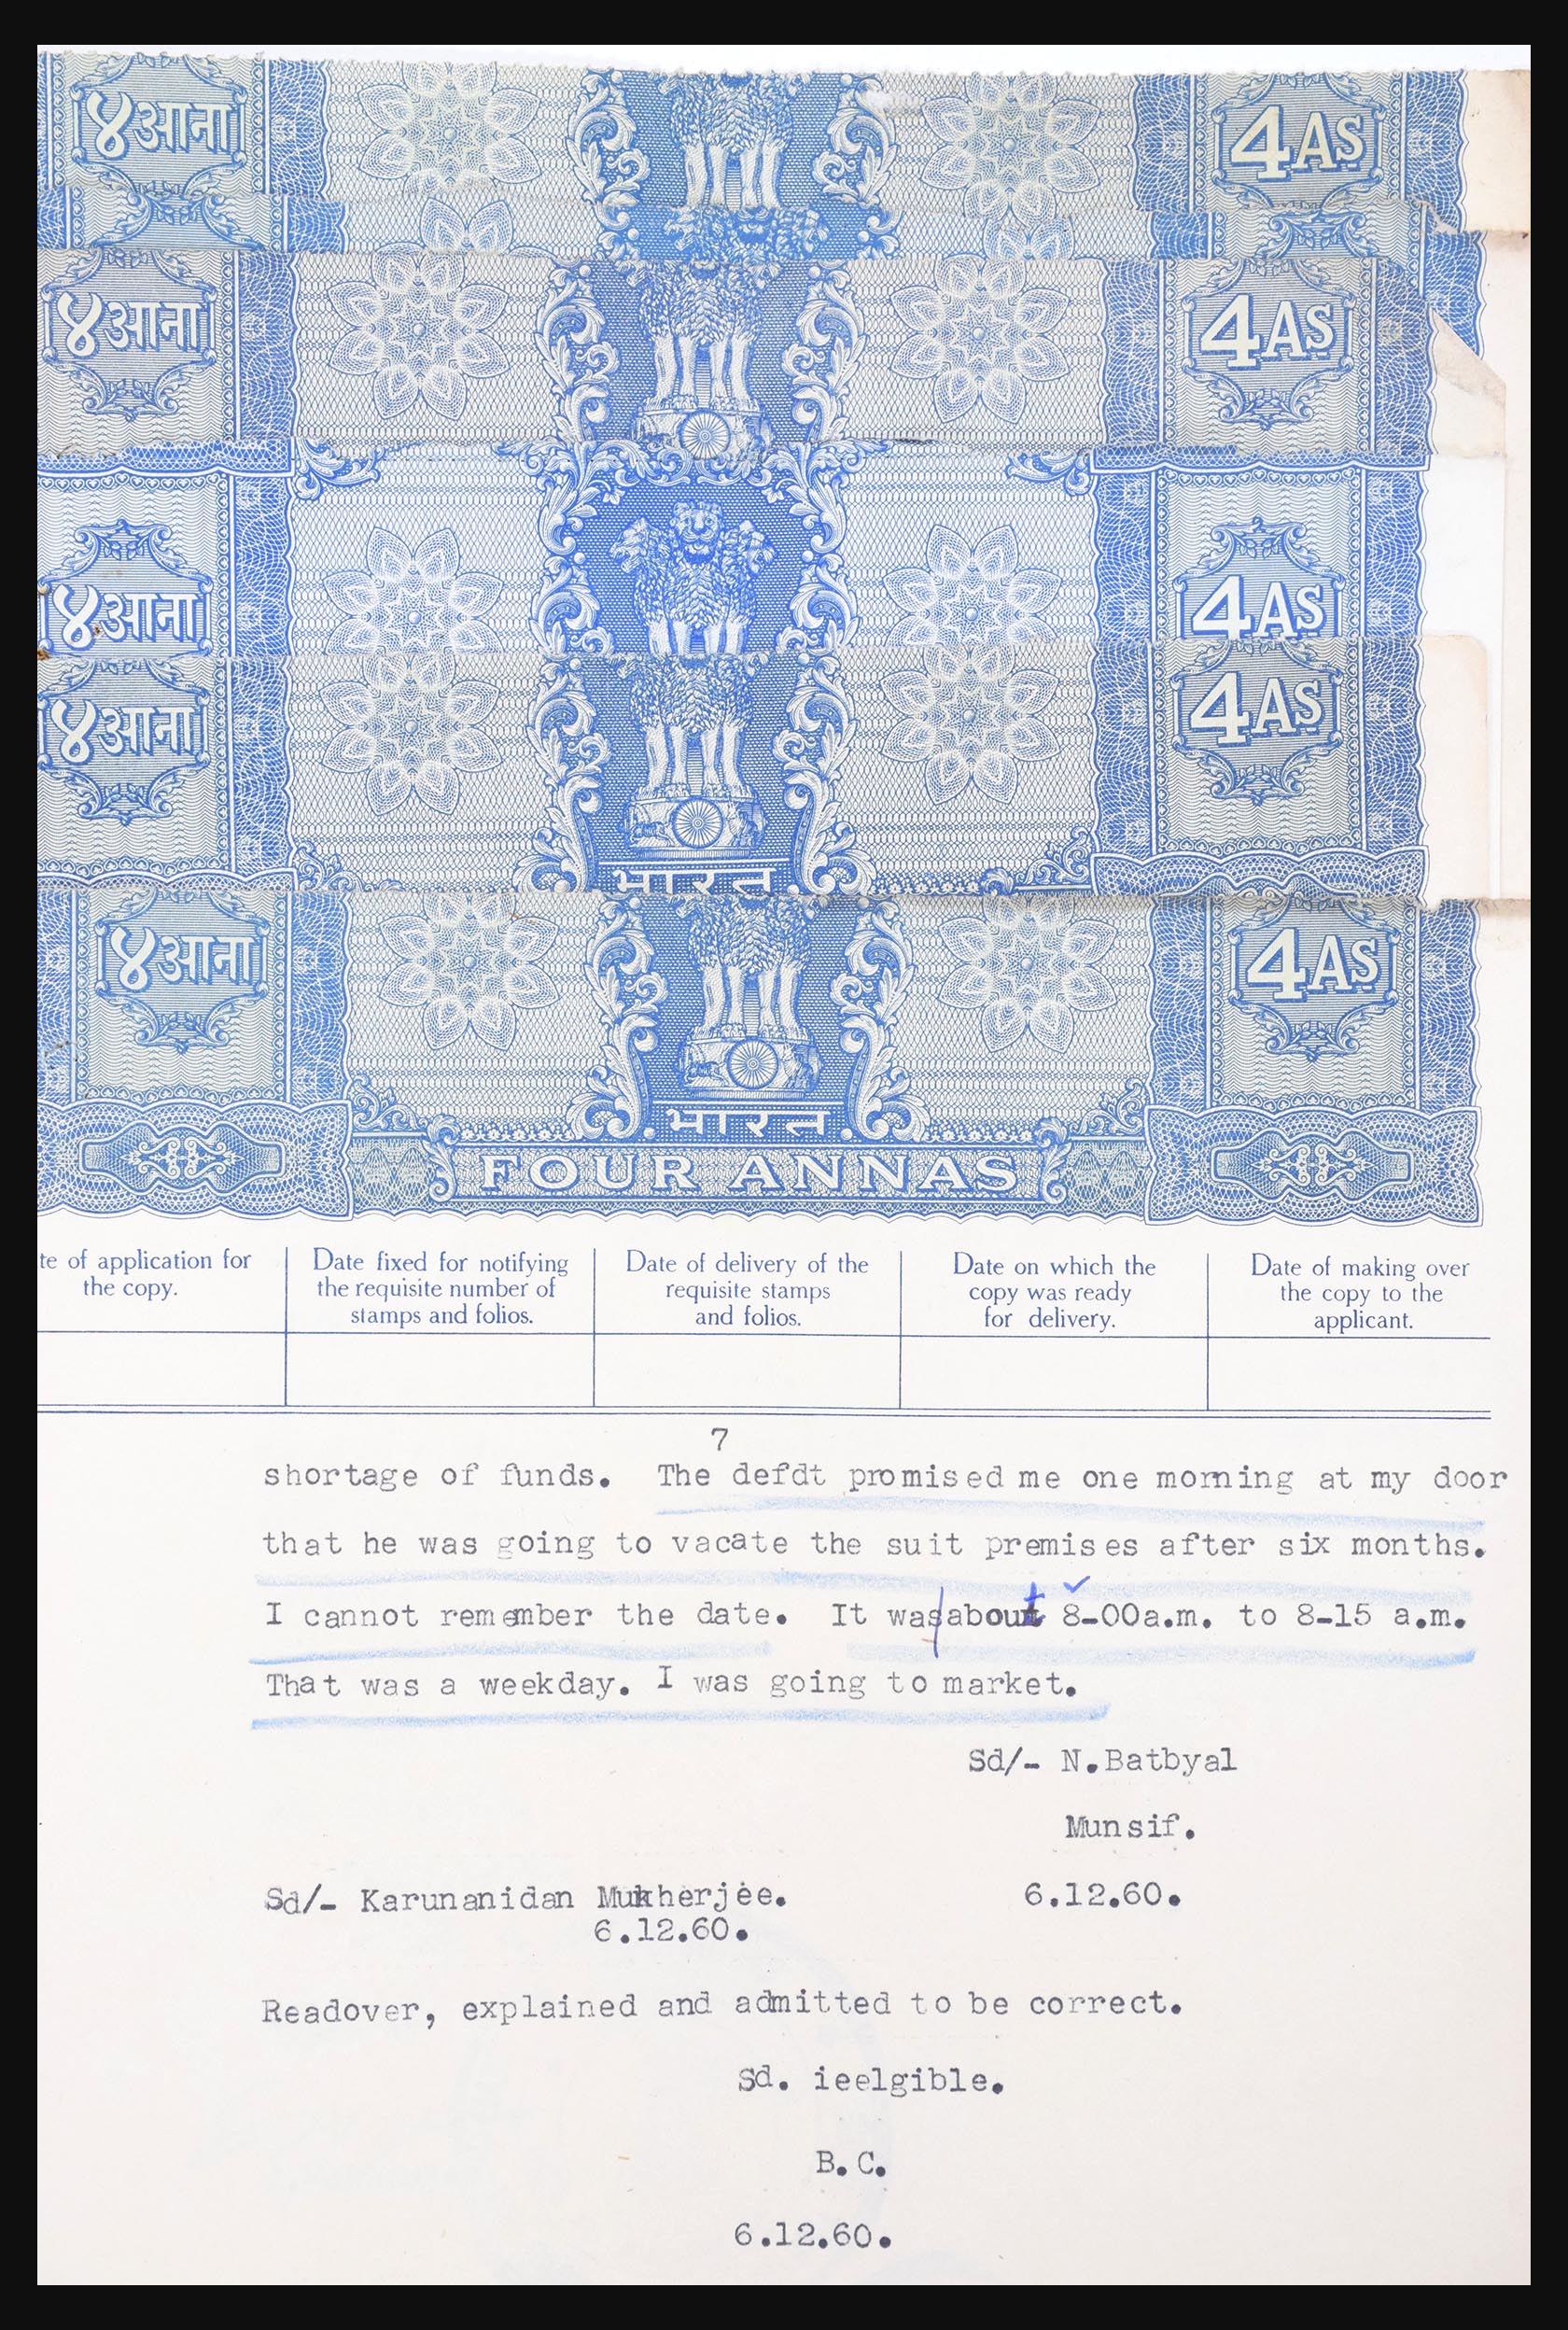 ४आना 4AS
४आना 4AS
४आना 4AS
४आना 4AS
भारत
४आना 4AS
भारत
FOUR ANNAS
te of application for the copy.
Date fixed for notifying the requisite number of stamps and folios.
Date of delivery of the requisite stamps and folios.
Date on which the copy was ready for delivery.
Date of making over the copy to the applicant.
7
shortage of funds. The defdt promised me one morning at my door
that he was going to vacate the suit premises after six months.
I cannot remember the date. It was about 8-00a.m. to 8-15 a.m.
That was a weekday. I was going to market.
Sd/- N.Batbyal
Munsif.
Sd/- Karunanidan Mukherjee. 6.12.60.
6.12.60.
Readover, explained and admitted to be correct.
Sd. ieelgible.
B.C.
6.12.60.